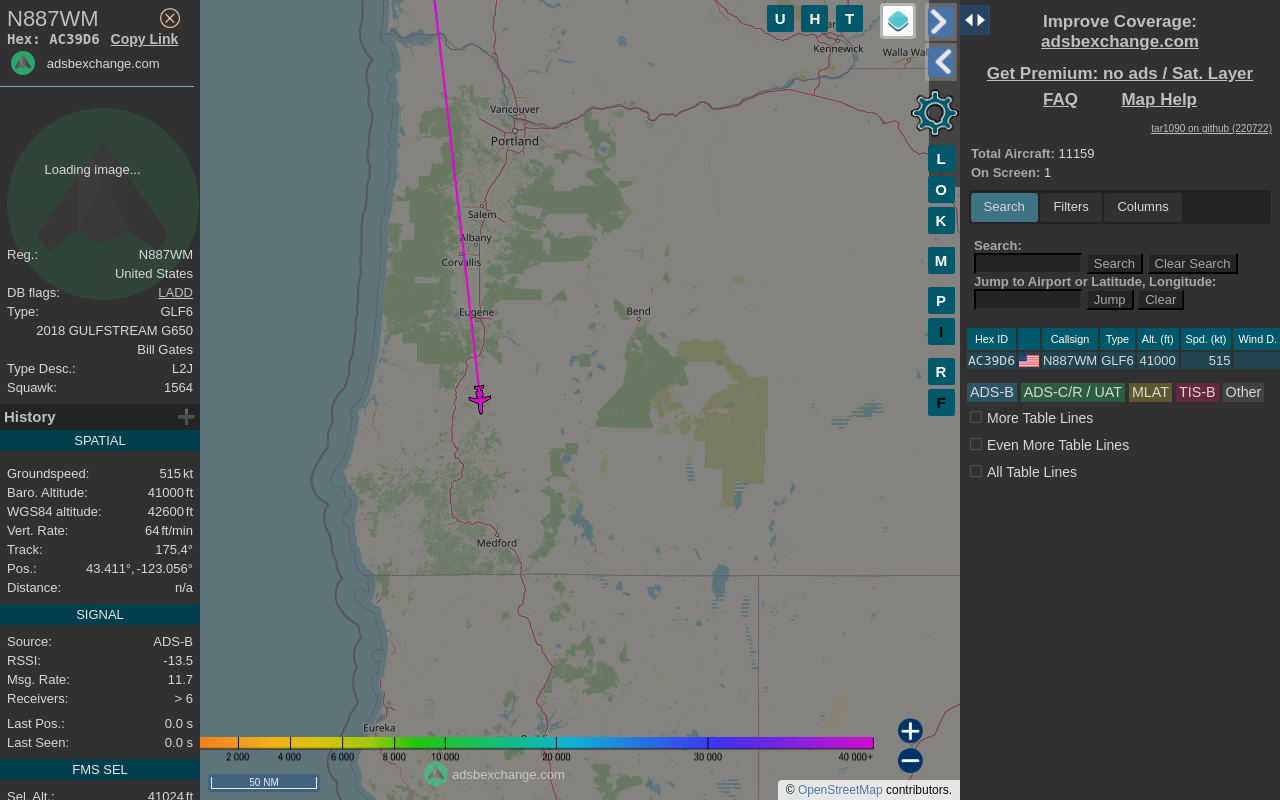 N887WM
Hex: AC39D6 Copy Link
adsbexchange.com
Loading image...
Reg.: N887WM
United States
DB flags: LADD
Type: GLF6
2018 GULFSTREAM G650
Bill Gates
Type Desc.: L2J
Squawk: 1564
History
SPATIAL
Groundspeed: 515 kt
Baro. Altitude: 41000 ft
WGS84 altitude: 42600 ft
Vert. Rate: 64 ft/min
Track: 175.4°
Pos.: 43.411°, -123.056°
Distance: n/a
SIGNAL
Source: ADS-B
RSSI: -13.5
Msg. Rate: 11.7
Receivers: > 6
Last Pos.: 0.0 s
Last Seen: 0.0 s
FMS SEL
Sel. Alt.: 41024 ft
U H T
Kennewick
Walla Wal
Vancouver
Portland
Salem
Albany
Corvallis
Eugene
Bend
Medford
Eureka
L
O
K
M
P
I
R
F
2 000 4 000 6 000 8 000 10 000 20 000 30 000 40 000+
50 NM
adsbexchange.com
© OpenStreetMap contributors.
Improve Coverage:
adsbexchange.com
Get Premium: no ads / Sat. Layer
FAQ Map Help
tar1090 on github (220722)
Total Aircraft: 11159
On Screen: 1
Search Filters Columns
Search:
Search Clear Search
Jump to Airport or Latitude, Longitude:
Jump Clear
Hex ID Callsign Type Alt. (ft) Spd. (kt) Wind D.
AC39D6 N887WM GLF6 41000 515
ADS-B ADS-C/R / UAT MLAT TIS-B Other
More Table Lines
Even More Table Lines
All Table Lines